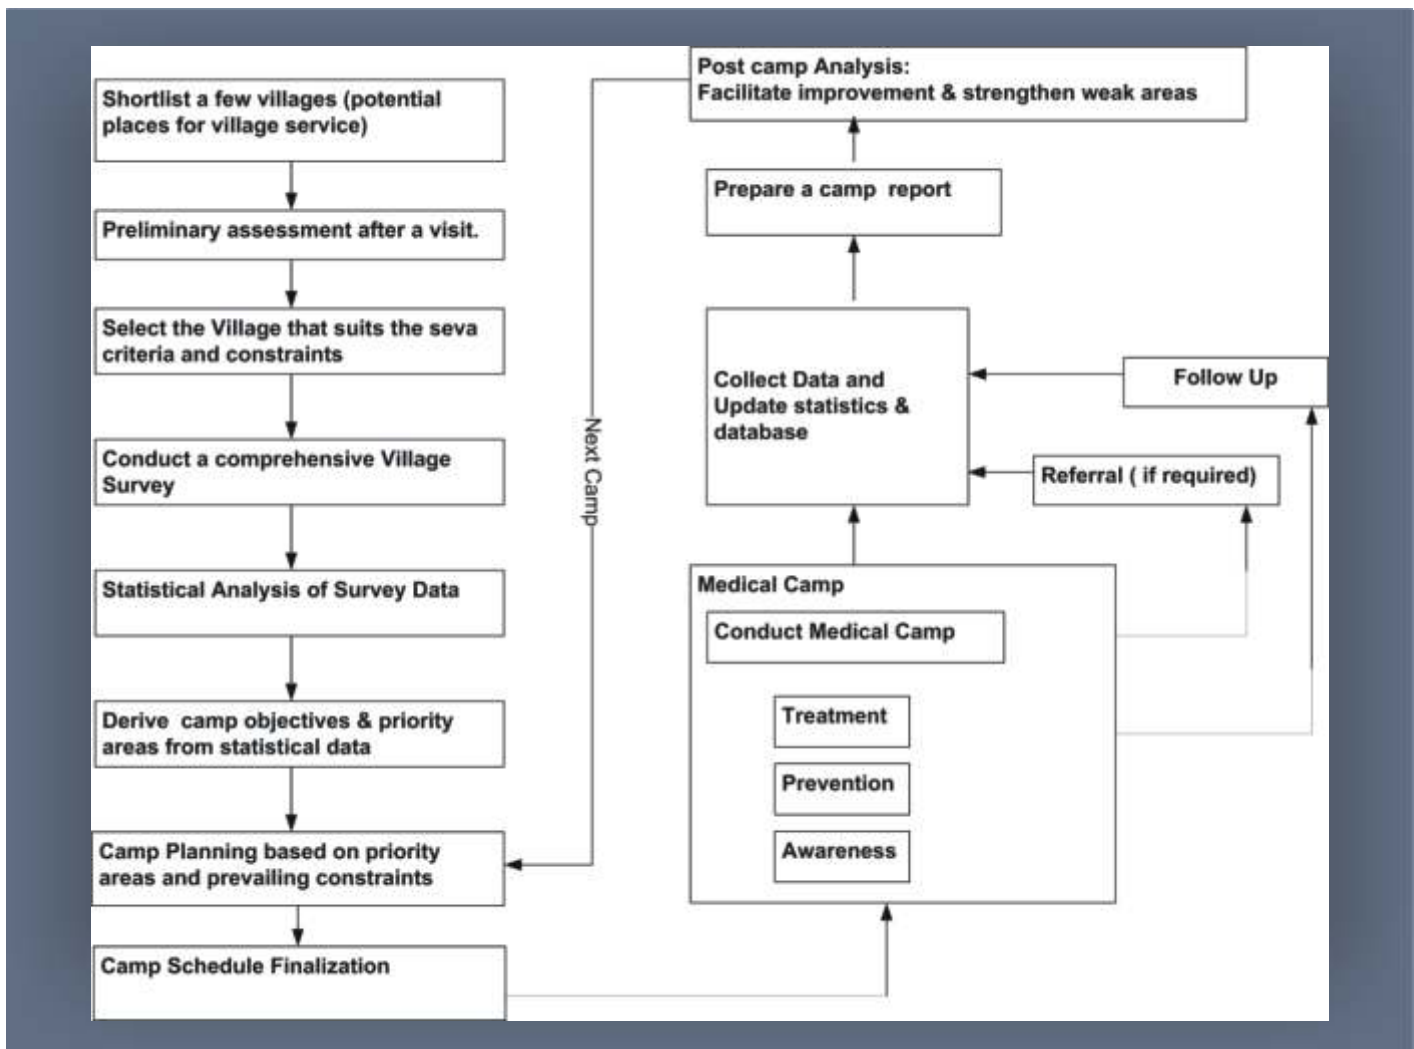 Shortlist a few villages (potential
places for village service)
Preliminary assessment after a visit.
Select the Village that suits the seva
criteria and constraints
Conduct a comprehensive Village
Survey
Statistical Analysis of Survey Data
Derive camp objectives & priority
areas from statistical data
Camp Planning based on priority
areas and prevailing constraints
Camp Schedule Finalization
Next Camp
Post camp Analysis:
Facilitate improvement & strengthen weak areas
Prepare a camp report
Collect Data and
Update statistics &
database
Follow Up
Referral ( if required)
Medical Camp
Conduct Medical Camp
Treatment
Prevention
Awareness